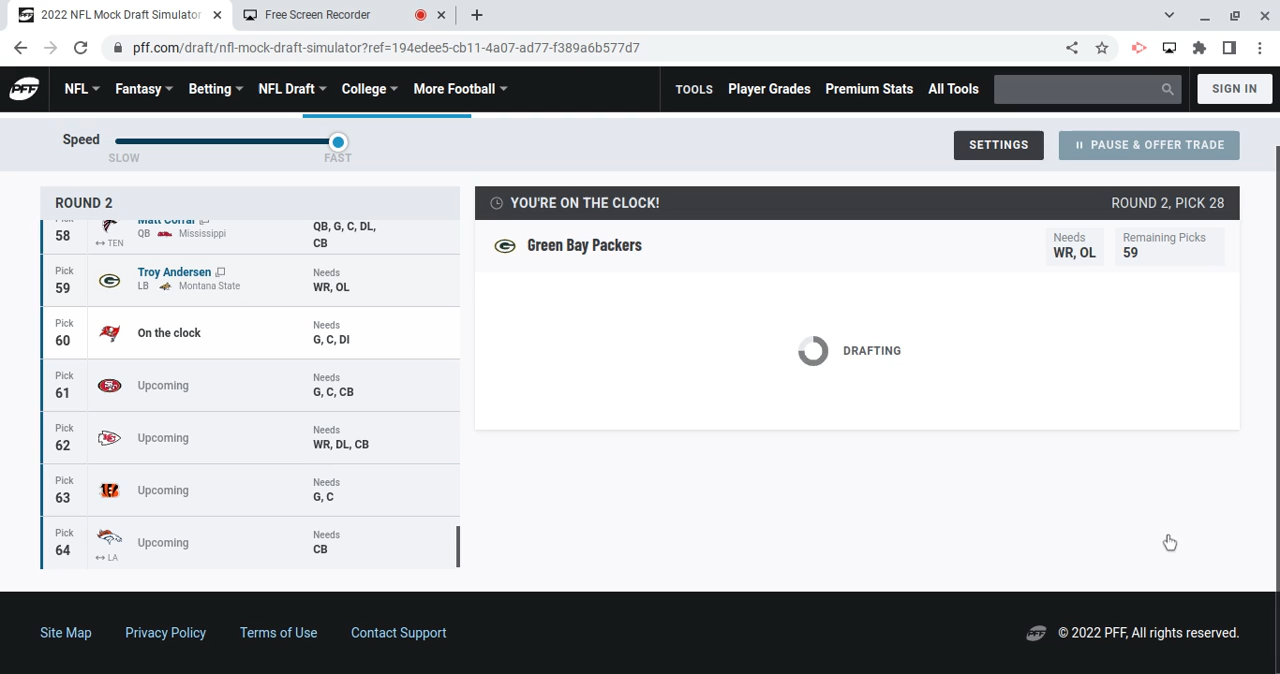 2022 NFL Mock Draft Simulator
Free Screen Recorder
pff.com/draft/nfl-mock-draft-simulator?ref=194edee5-cb11-4a07-ad77-f389a6b577d7
PFF NFL Fantasy Betting NFL Draft College More Football TOOLS Player Grades Premium Stats All Tools SIGN IN
Speed
SLOW FAST
SETTINGS
PAUSE & OFFER TRADE
ROUND 2
Pick 58
TEN
Matt Corral
QB Mississippi
QB, G, C, DL, CB
Pick 59
Troy Andersen
LB Montana State
Needs
WR, OL
Pick 60
On the clock
Needs
G, C, DI
Pick 61
Upcoming
Needs
G, C, CB
Pick 62
Upcoming
Needs
WR, DL, CB
Pick 63
Upcoming
Needs
G, C
Pick 64
LA
Upcoming
Needs
CB
YOU'RE ON THE CLOCK! ROUND 2, PICK 28
Green Bay Packers
Needs
WR, OL
Remaining Picks
59
DRAFTING
Site Map Privacy Policy Terms of Use Contact Support
PFF © 2022 PFF, All rights reserved.